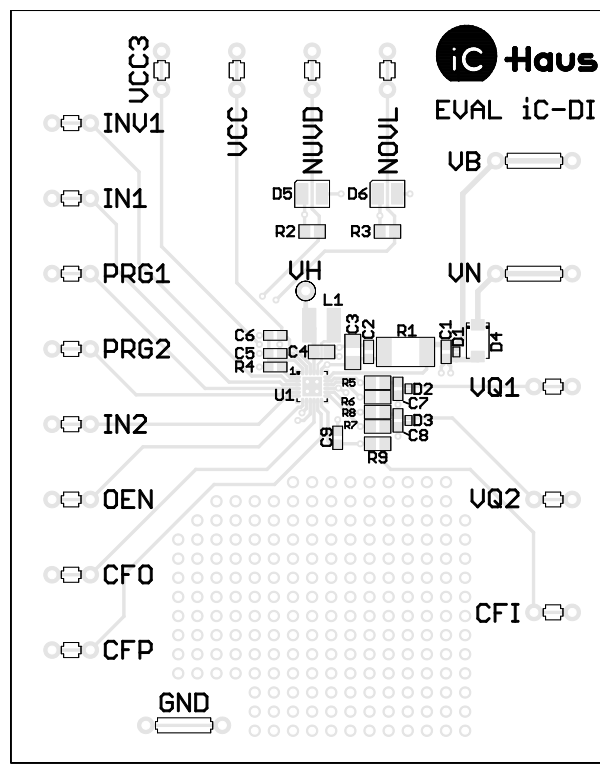 iC Haus
EVAL iC-DI
VCC3
VCC
NUVD
NOVL
INV1
VB
IN1
D5
D6
R2
R3
PRG1
VH
VN
L1
C6
C3
C2
R1
C1
D1
D4
PRG2
C5
C4
R4
1
U1
R5
D2
VQ1
R6
C7
R8
D3
IN2
R7
C8
C9
R9
OEN
VQ2
CFO
CFI
CFP
GND